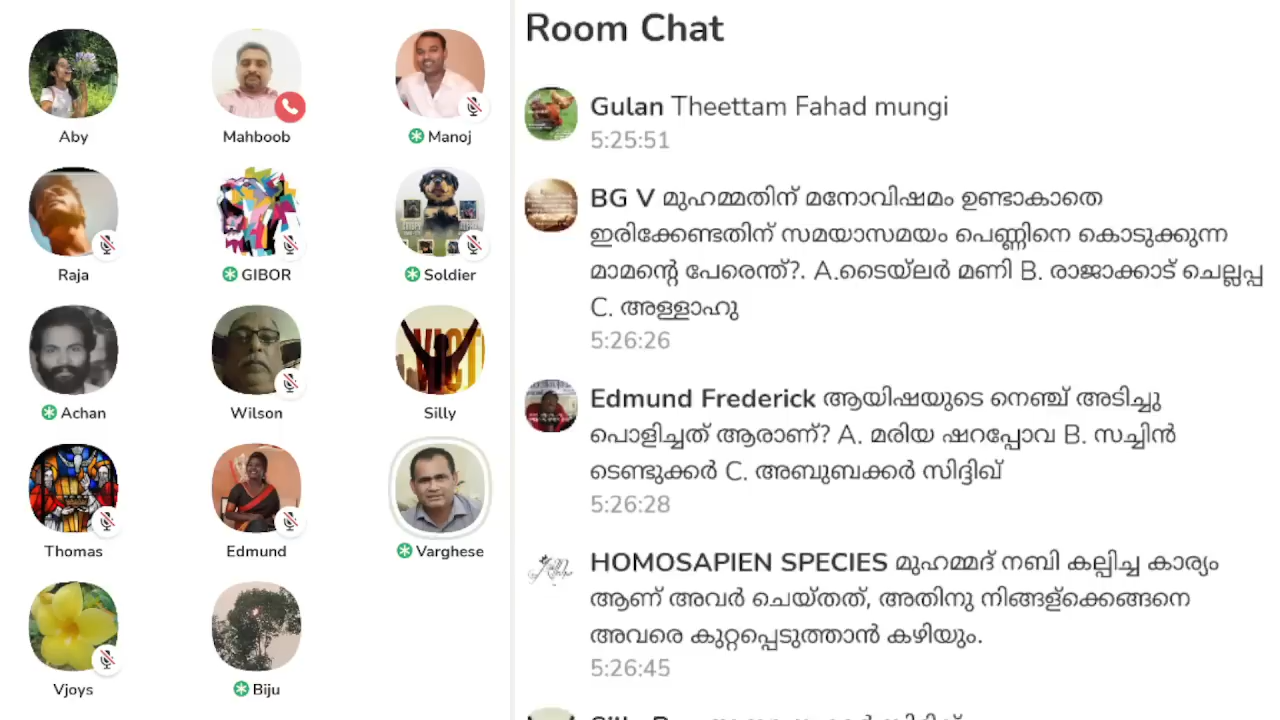 Aby
Mahboob
Manoj
Raja
GIBOR
Soldier
Achan
Wilson
Silly
Thomas
Edmund
Varghese
Vjoys
Biju
Room Chat
Gulan Theettam Fahad mungi
5:25:51
BG V മുഹമ്മതിന് മനോവിഷമം ഉണ്ടാകാതെ
ഇരിക്കേണ്ടതിന് സമയാസമയം പെണ്ണിനെ കൊടുക്കുന്ന
മാമന്റെ പേരെന്ത്?. A.ടൈയ്ലർ മണി B. രാജാക്കാട് ചെല്ലപ്പ
C. അള്ളാഹു
5:26:26
Edmund Frederick ആയിഷയുടെ നെഞ്ച് അടിച്ചു
പൊളിച്ചത് ആരാണ്? A. മരിയ ഷറപ്പോവ B. സച്ചിൻ
ടെണ്ടുക്കർ C. അബുബക്കർ സിദ്ദിഖ്
5:26:28
HOMOSAPIEN SPECIES മുഹമ്മദ് നബി കല്പിച്ച കാര്യം
ആണ് അവർ ചെയ്തത്, അതിനു നിങ്ങള്ക്കെങ്ങനെ
അവരെ കുറ്റപ്പെടുത്താൻ കഴിയും.
5:26:45